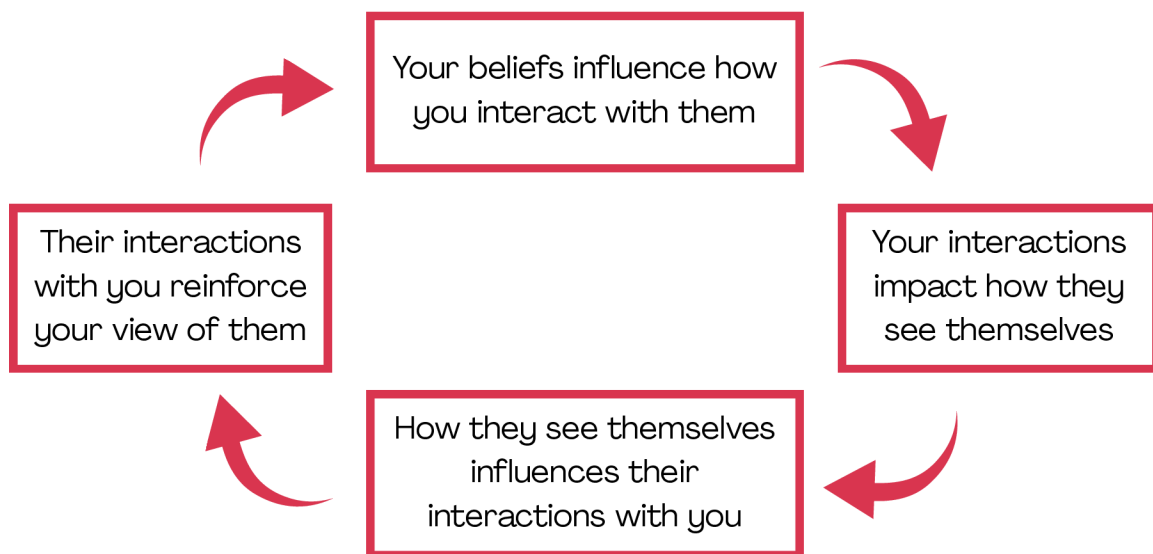 Your beliefs influence how
you interact with them
Your interactions
impact how they
see themselves
How they see themselves
influences their
interactions with you
Their interactions
with you reinforce
your view of them